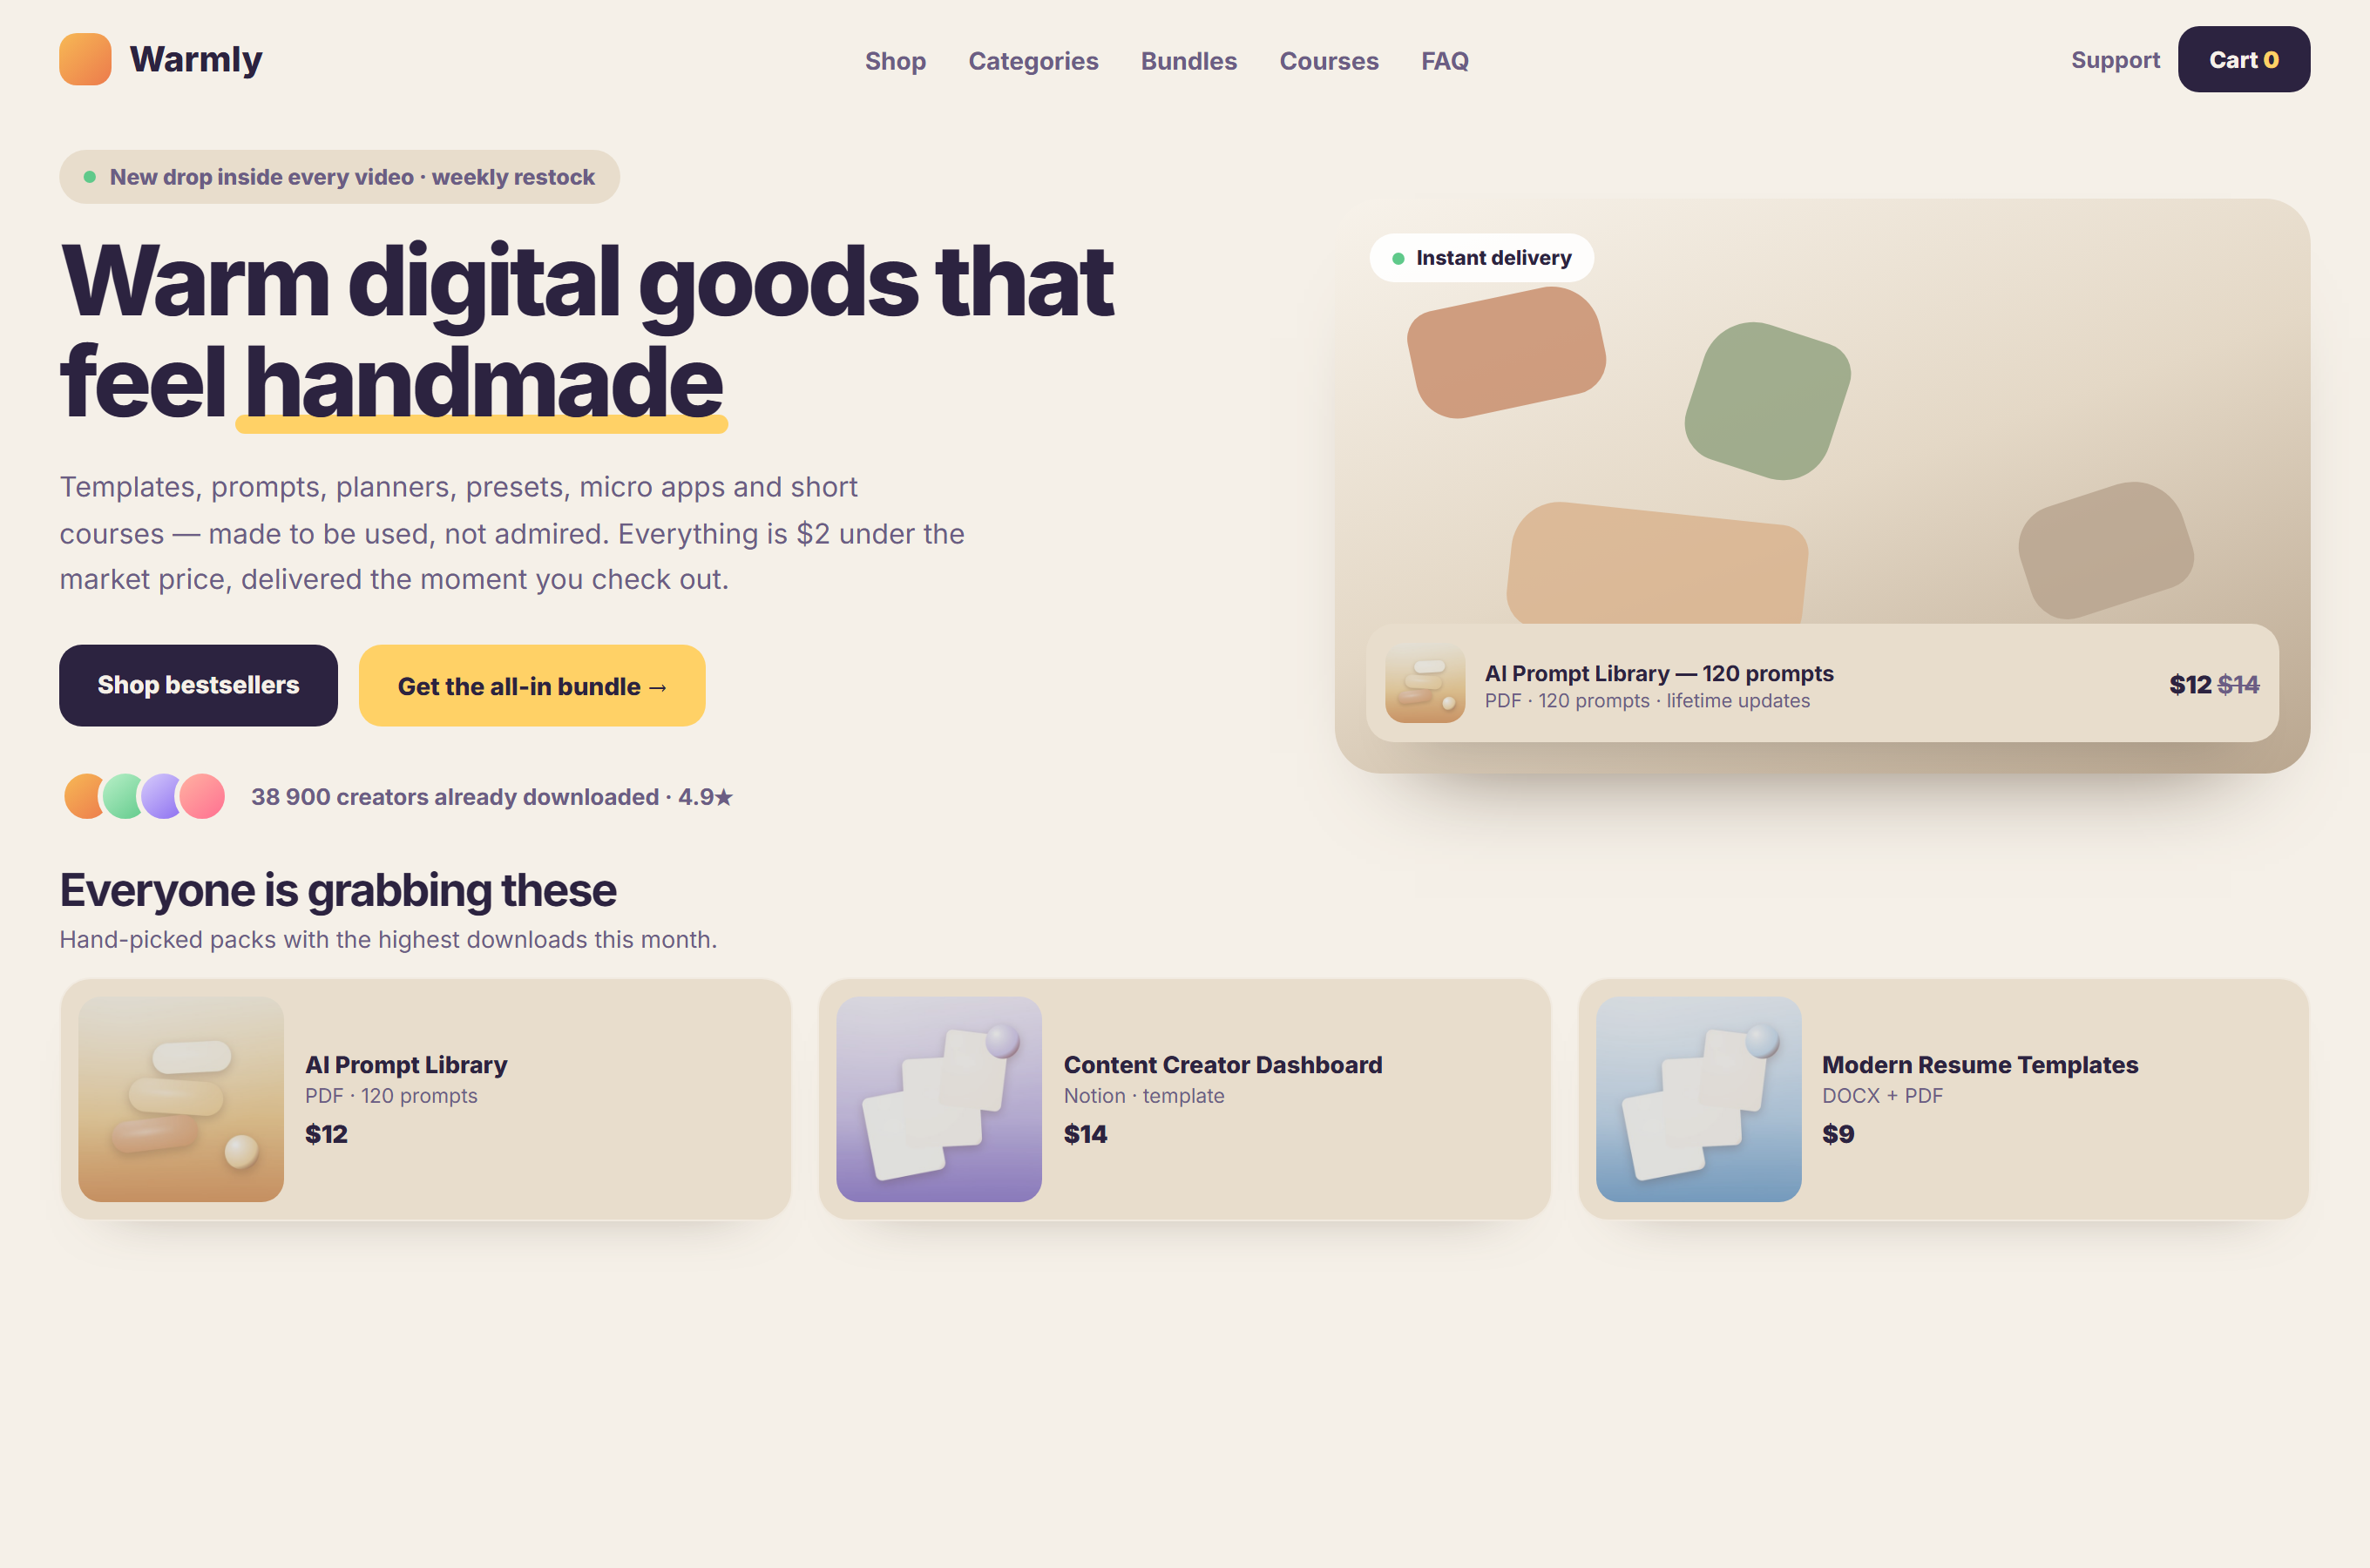 Warmly
Shop Categories Bundles Courses FAQ
Support
Cart 0
New drop inside every video · weekly restock
Warm digital goods that
feel handmade
Templates, prompts, planners, presets, micro apps and short
courses — made to be used, not admired. Everything is $2 under the
market price, delivered the moment you check out.
Shop bestsellers
Get the all-in bundle →
38 900 creators already downloaded · 4.9★
Instant delivery
AI Prompt Library — 120 prompts
PDF · 120 prompts · lifetime updates
$12 $14
Everyone is grabbing these
Hand-picked packs with the highest downloads this month.
AI Prompt Library
PDF · 120 prompts
$12
Content Creator Dashboard
Notion · template
$14
Modern Resume Templates
DOCX + PDF
$9